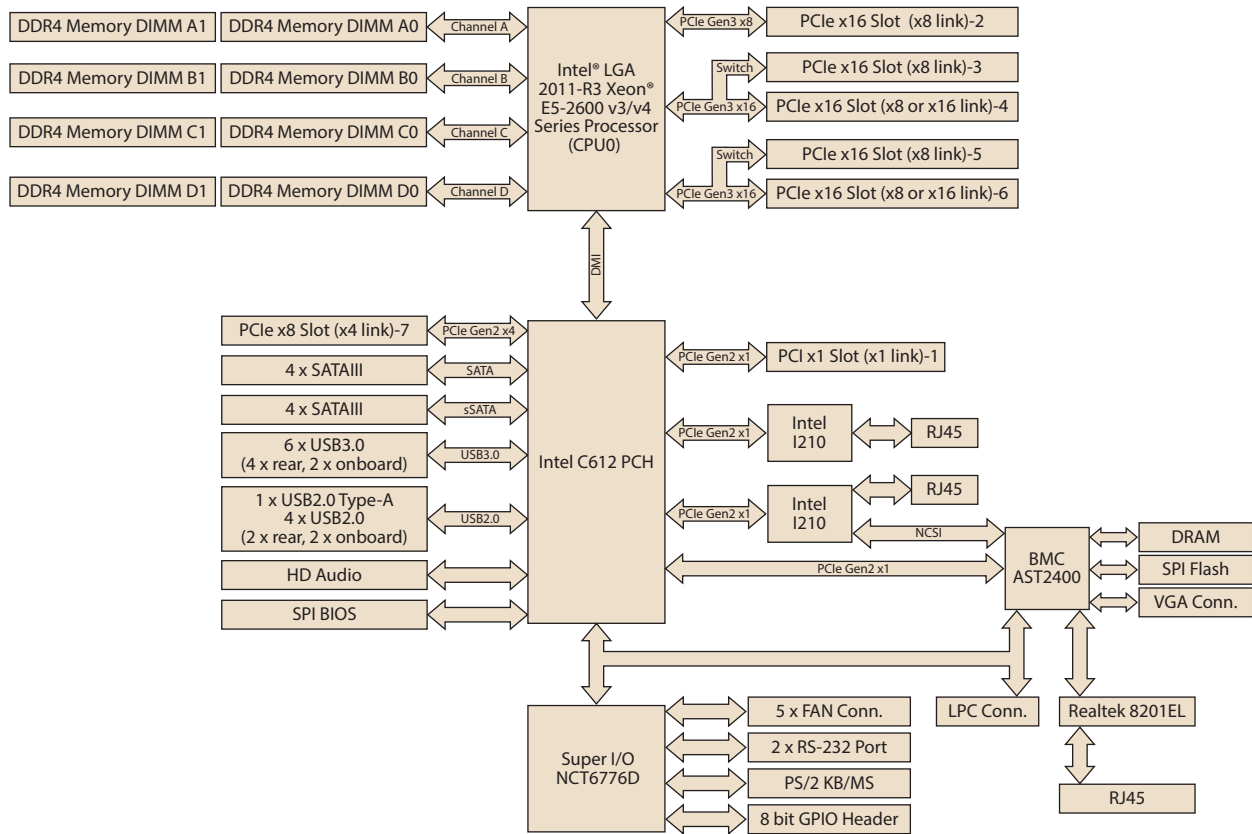 DDR4 Memory DIMM A1
DDR4 Memory DIMM A0
Channel A
DDR4 Memory DIMM B1
DDR4 Memory DIMM B0
Channel B
DDR4 Memory DIMM C1
DDR4 Memory DIMM C0
Channel C
DDR4 Memory DIMM D1
DDR4 Memory DIMM D0
Channel D
Intel® LGA
2011-R3 Xeon®
E5-2600 v3/v4
Series Processor
(CPU0)
PCIe Gen3 x8
PCIe x16 Slot (x8 link)-2
Switch
PCIe x16 Slot (x8 link)-3
PCIe Gen3 x16
PCIe x16 Slot (x8 or x16 link)-4
Switch
PCIe x16 Slot (x8 link)-5
PCIe Gen3 x16
PCIe x16 Slot (x8 or x16 link)-6
DMI
PCIe x8 Slot (x4 link)-7
PCIe Gen2 x4
4 x SATAIII
SATA
4 x SATAIII
sSATA
6 x USB3.0
(4 x rear, 2 x onboard)
USB3.0
1 x USB2.0 Type-A
4 x USB2.0
(2 x rear, 2 x onboard)
USB2.0
HD Audio
SPI BIOS
Intel C612 PCH
PCIe Gen2 x1
PCI x1 Slot (x1 link)-1
PCIe Gen2 x1
Intel
I210
RJ45
PCIe Gen2 x1
Intel
I210
RJ45
NCSI
PCIe Gen2 x1
BMC
AST2400
DRAM
SPI Flash
VGA Conn.
Super I/O
NCT6776D
5 x FAN Conn.
2 x RS-232 Port
PS/2 KB/MS
8 bit GPIO Header
LPC Conn.
Realtek 8201EL
RJ45